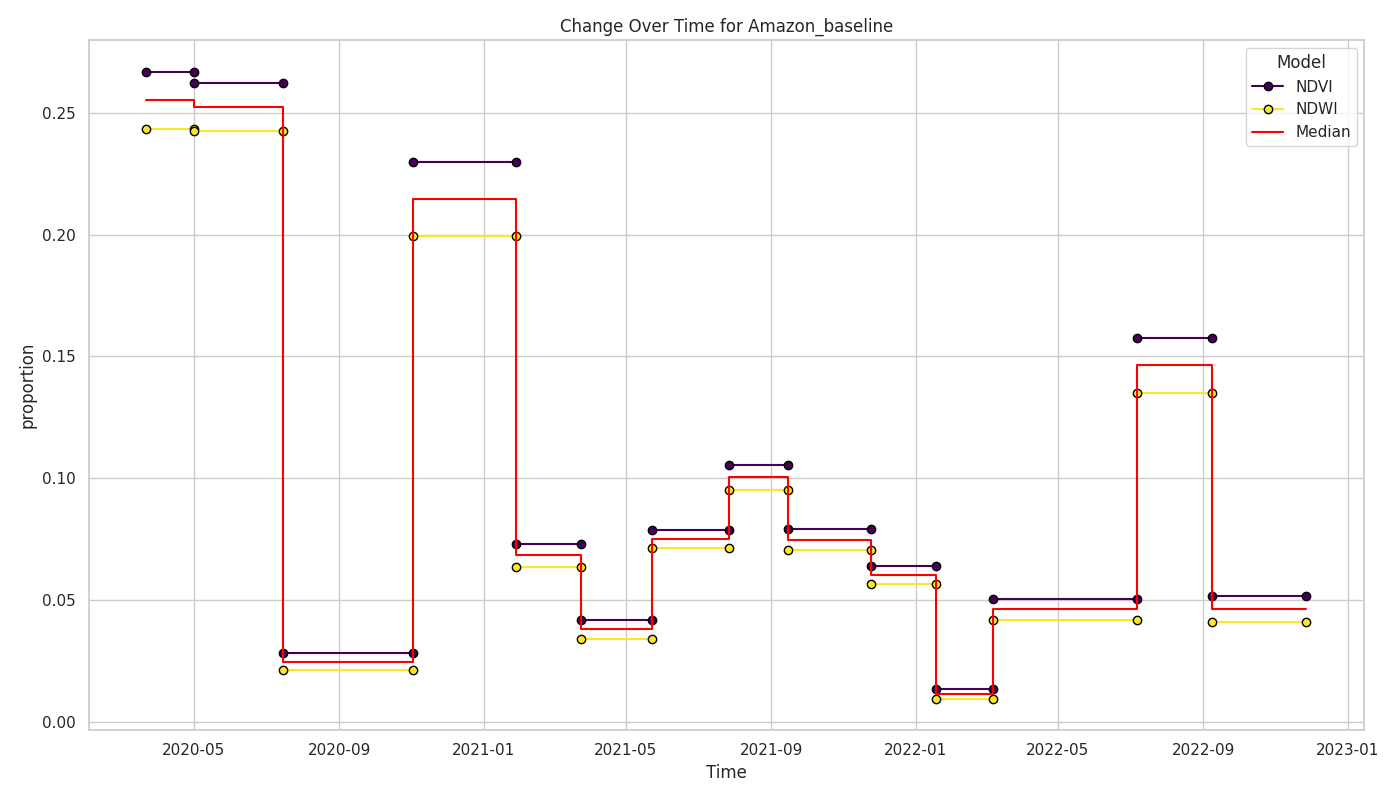 Change Over Time for Amazon_baseline
Model
NDVI
NDWI
Median
proportion
0.25
0.20
0.15
0.10
0.05
0.00
2020-05 2020-09 2021-01 2021-05 2021-09 2022-01 2022-05 2022-09 2023-01
Time